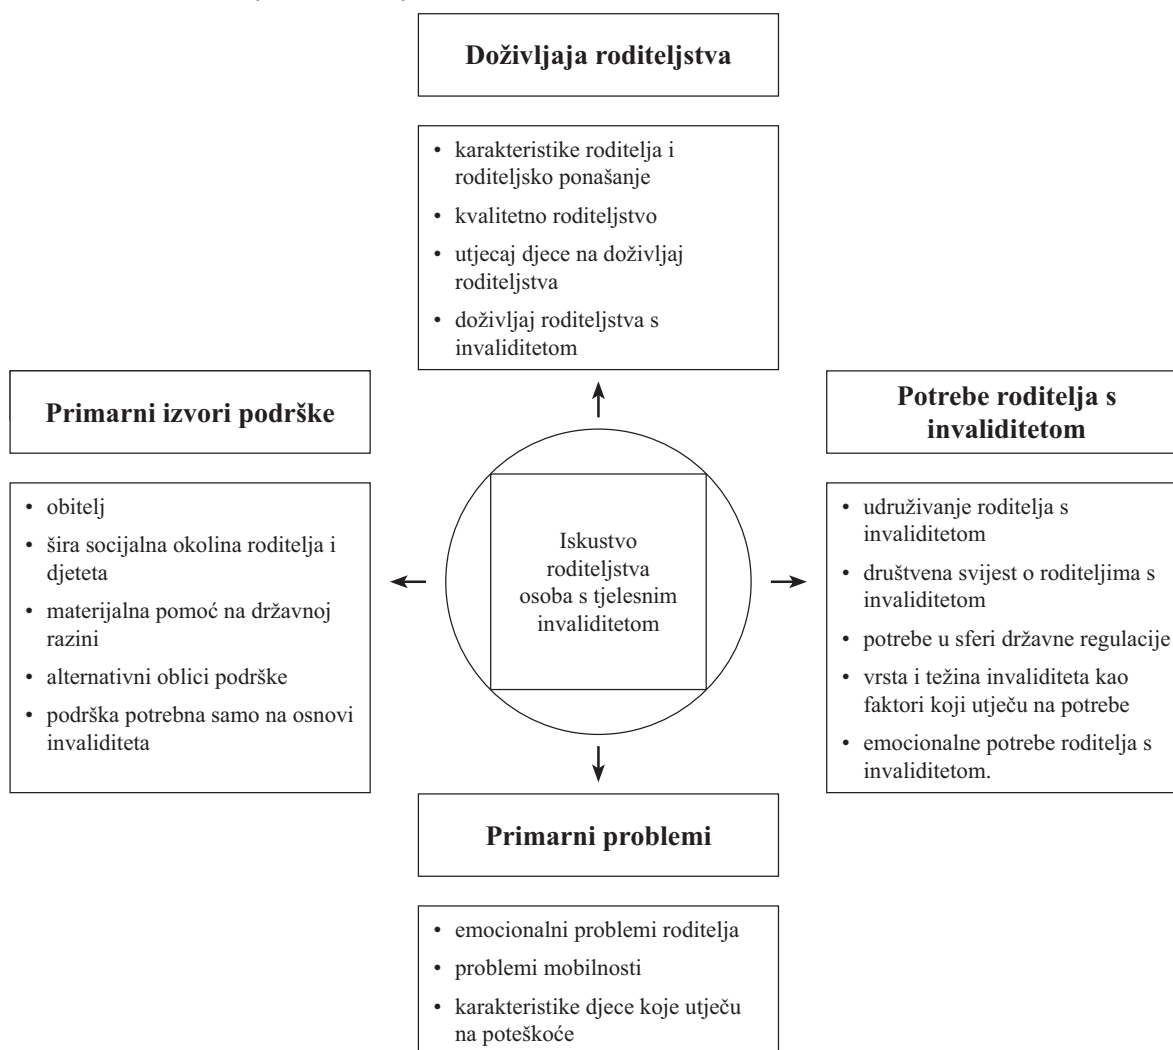 Doživljaja roditeljstva
• karakteristike roditelja i
roditeljsko ponašanje
• kvalitetno roditeljstvo
• utjecaj djece na doživljaj
roditeljstva
• doživljaj roditeljstva s
invaliditetom
Primarni izvori podrške
• obitelj
• šira socijalna okolina roditelja i
djeteta
• materijalna pomoć na državnoj
razini
• alternativni oblici podrške
• podrška potrebna samo na osnovi
invaliditeta
Iskustvo
roditeljstva
osoba s tjelesnim
invaliditetom
Potrebe roditelja s
invaliditetom
• udruživanje roditelja s
invaliditetom
• društvena svijest o roditeljima s
invaliditetom
• potrebe u sferi državne regulacije
• vrsta i težina invaliditeta kao
faktori koji utječu na potrebe
• emocionalne potrebe roditelja s
invaliditetom.
Primarni problemi
• emocionalni problemi roditelja
• problemi mobilnosti
• karakteristike djece koje utječu
na poteškoće